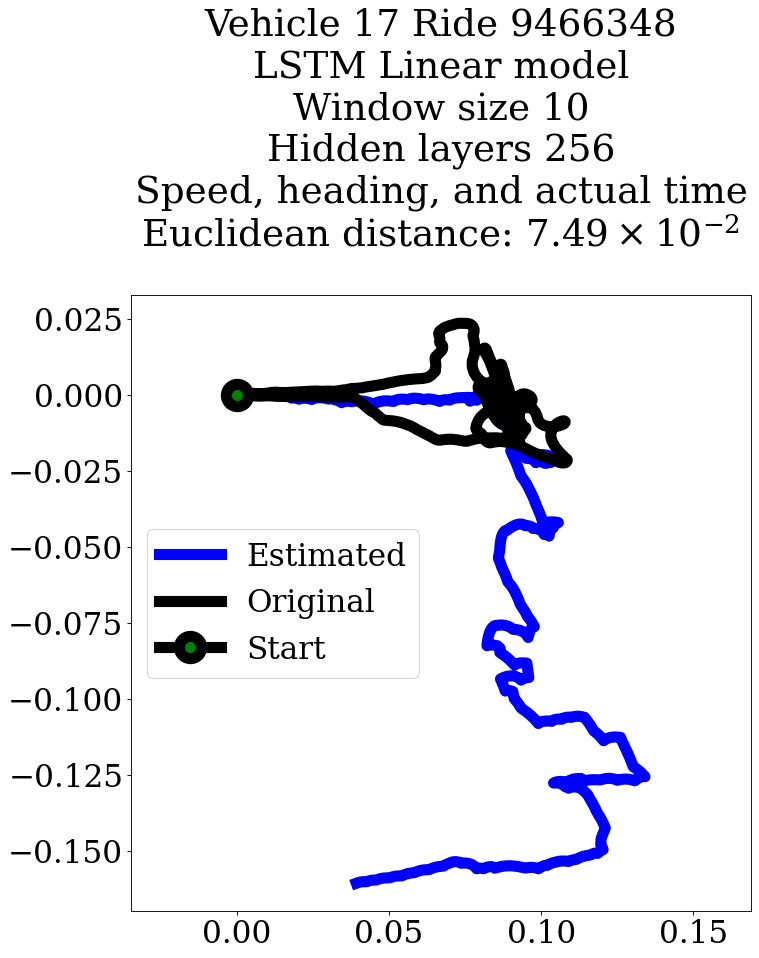 Vehicle 17 Ride 9466348
LSTM Linear model
Window size 10
Hidden layers 256
Speed, heading, and actual time
Euclidean distance: 7.49 × 10⁻²
0.025
0.000
−0.025
−0.050
−0.075
−0.100
−0.125
−0.150
Estimated
Original
Start
0.00 0.05 0.10 0.15